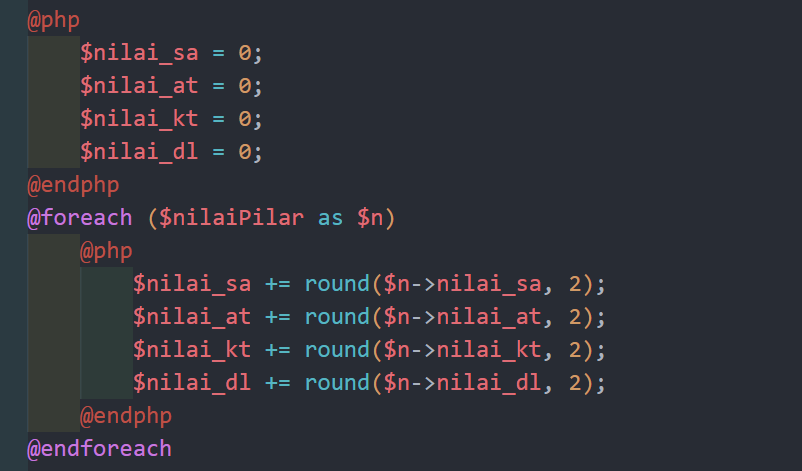 @php
    $nilai_sa = 0;
    $nilai_at = 0;
    $nilai_kt = 0;
    $nilai_dl = 0;
@endphp
@foreach ($nilaiPilar as $n)
    @php
        $nilai_sa += round($n->nilai_sa, 2);
        $nilai_at += round($n->nilai_at, 2);
        $nilai_kt += round($n->nilai_kt, 2);
        $nilai_dl += round($n->nilai_dl, 2);
    @endphp
@endforeach